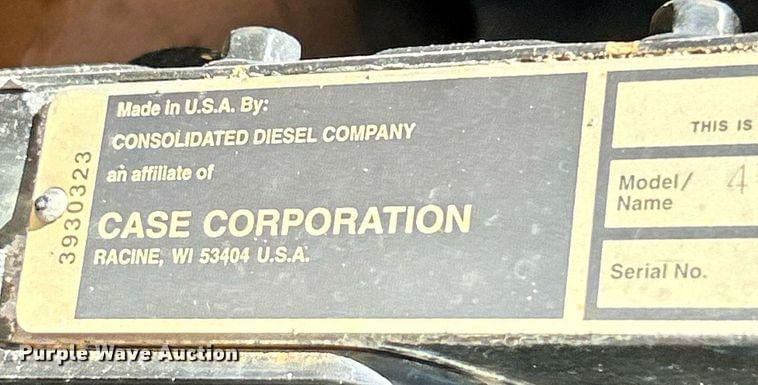 Made in U.S.A. By:
CONSOLIDATED DIESEL COMPANY
an affiliate of
CASE CORPORATION
RACINE, WI 53404 U.S.A.
3930323
THIS IS
Model/ 4
Name
Serial No.
Purple Wave Auction